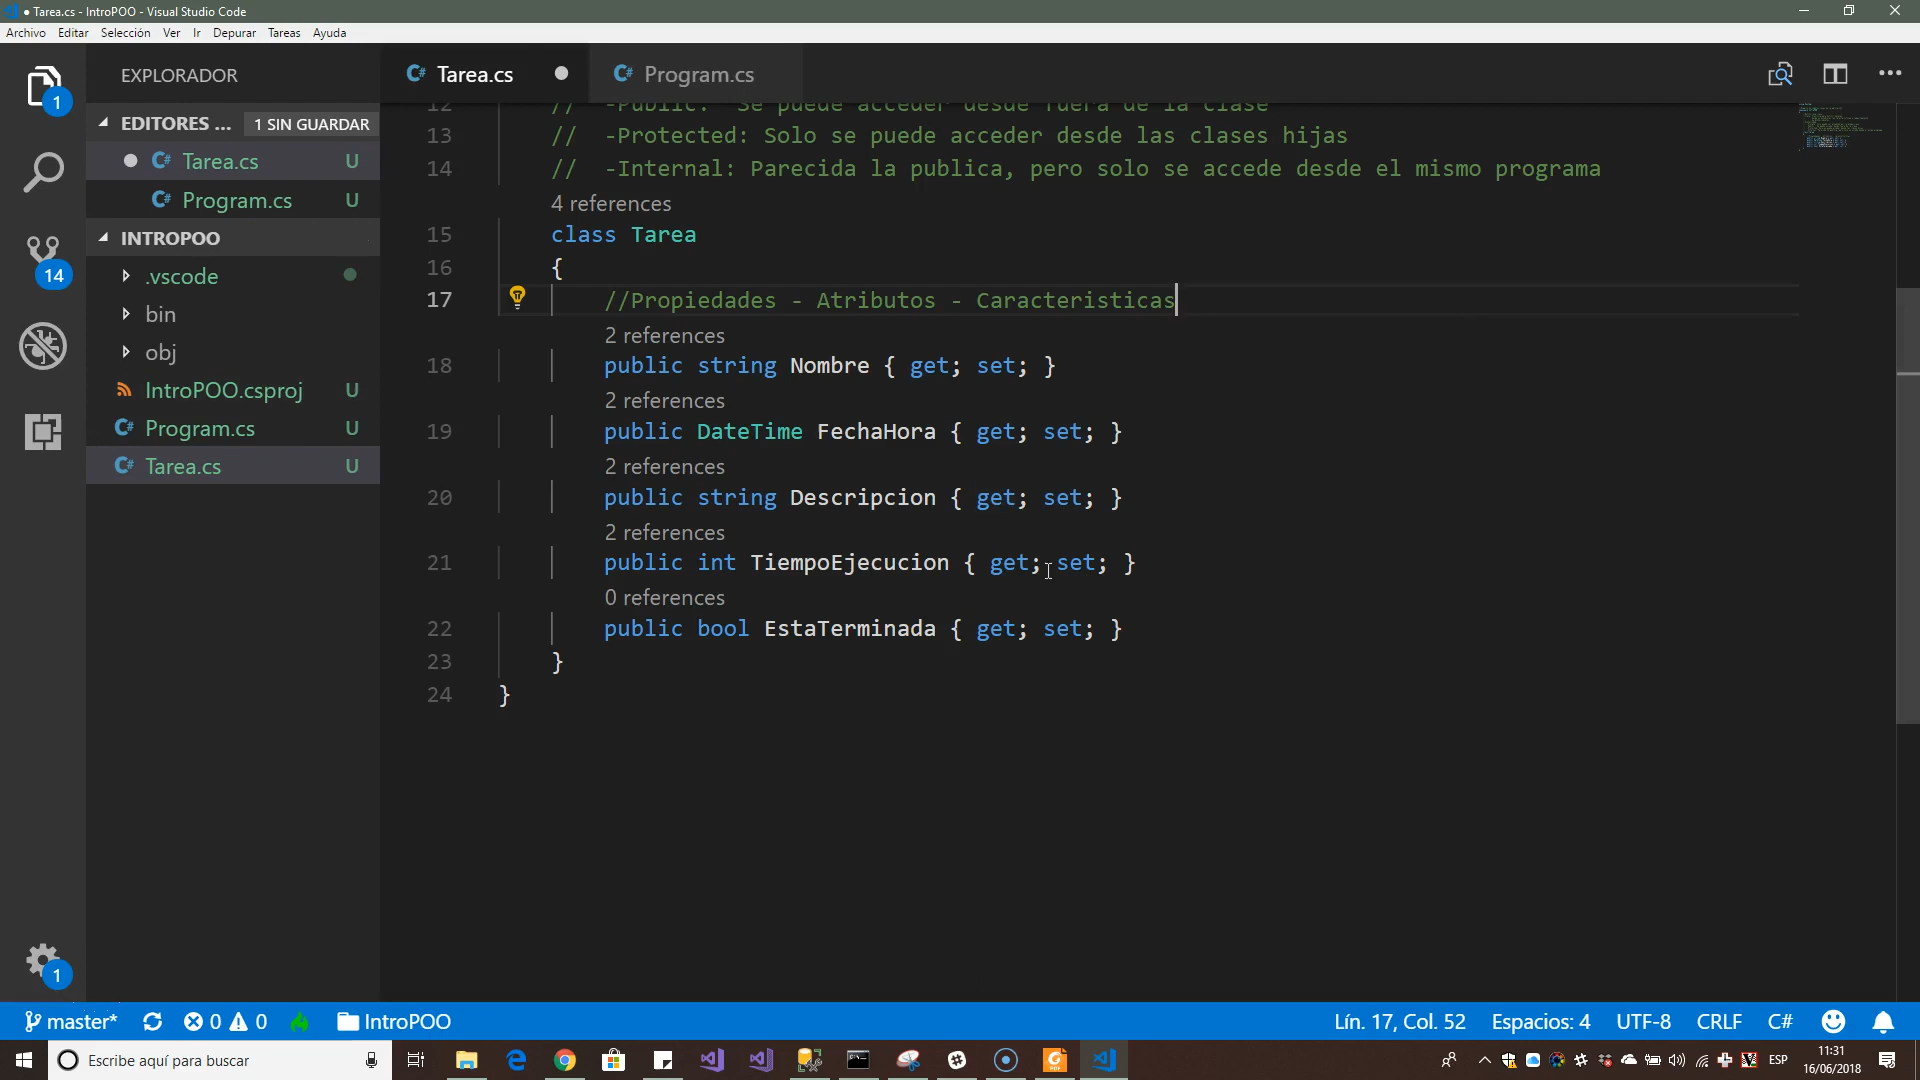 ● Tarea.cs - IntroPOO - Visual Studio Code
Archivo Editar Selección Ver Ir Depurar Tareas Ayuda
EXPLORADOR
Tarea.cs
Program.cs
1
EDITORES ... 1 SIN GUARDAR
Tarea.cs U
Program.cs U
INTROPOO
.vscode
bin
obj
IntroPOO.csproj U
Program.cs U
Tarea.cs U
14
1
12 // -Public: Se puede acceder desde fuera de la clase
13 // -Protected: Solo se puede acceder desde las clases hijas
14 // -Internal: Parecida la publica, pero solo se accede desde el mismo programa
4 references
15 class Tarea
16 {
17 //Propiedades - Atributos - Caracteristicas
2 references
18 public string Nombre { get; set; }
2 references
19 public DateTime FechaHora { get; set; }
2 references
20 public string Descripcion { get; set; }
2 references
21 public int TiempoEjecucion { get; set; }
0 references
22 public bool EstaTerminada { get; set; }
23 }
24 }
master* 0 0 IntroPOO Lín. 17, Col. 52 Espacios: 4 UTF-8 CRLF C#
Escribe aquí para buscar
ESP
11:31
16/06/2018